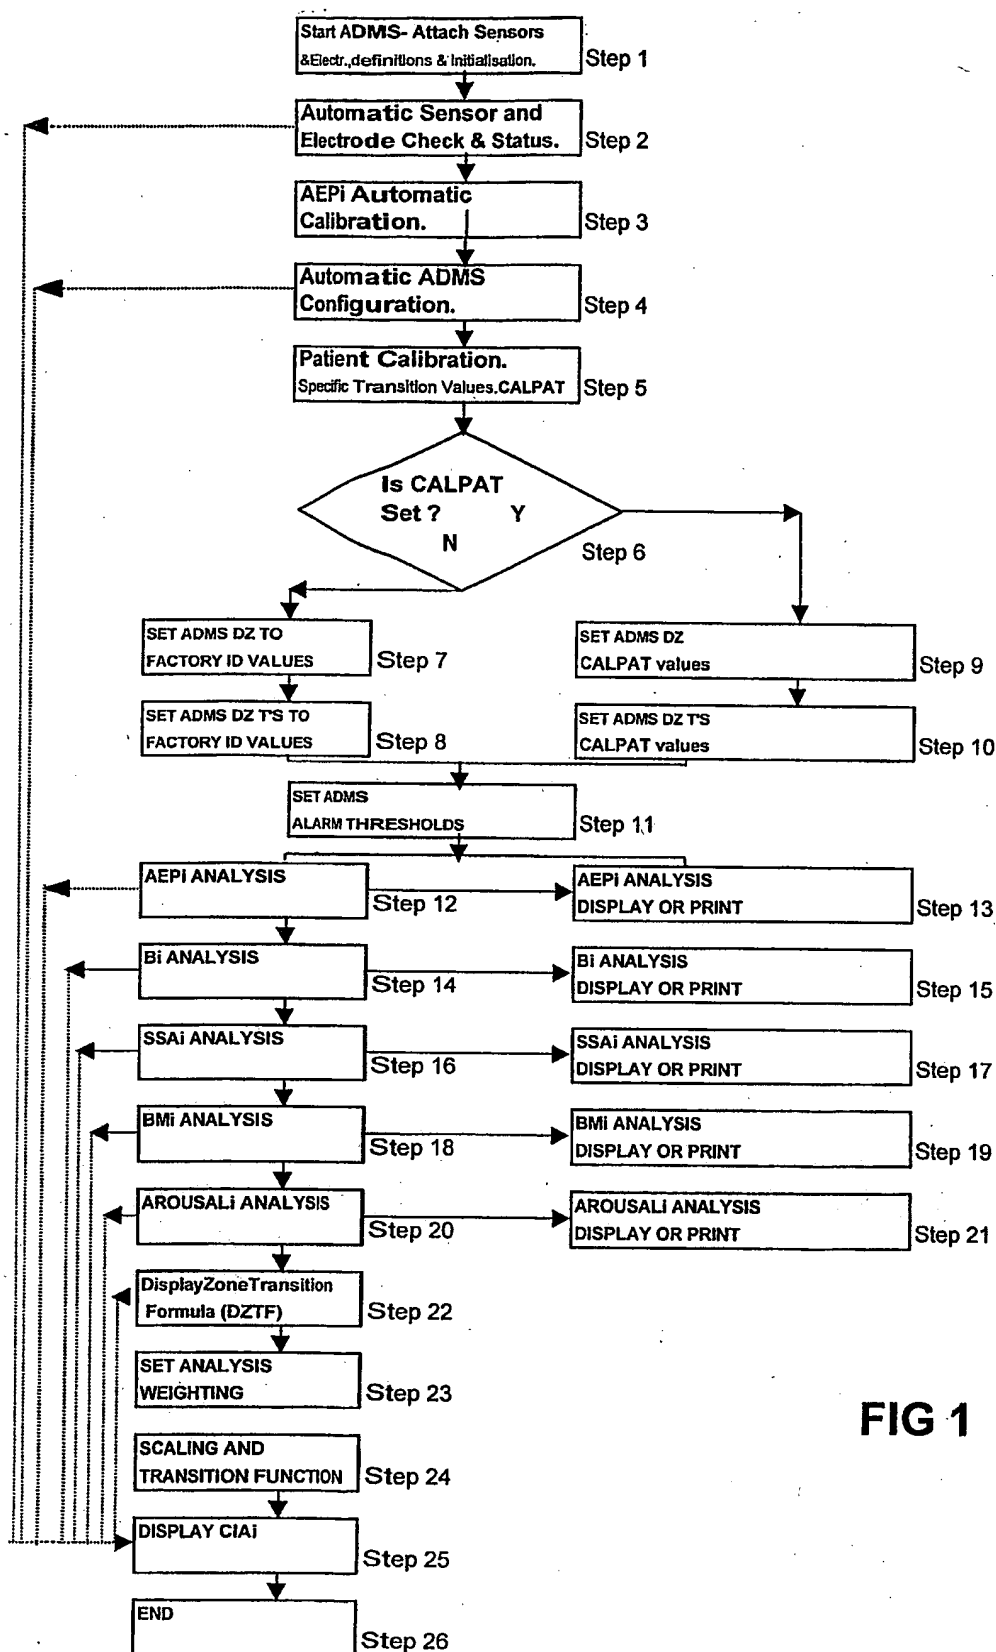 Start ADMS- Attach Sensors
&Electr.,definitions & Initialisation.
Step 1
Automatic Sensor and
Electrode Check & Status.
Step 2
AEPi Automatic
Calibration.
Step 3
Automatic ADMS
Configuration.
Step 4
Patient Calibration.
Specific Transition Values.CALPAT
Step 5
Is CALPAT
Set ? Y
N
Step 6
SET ADMS DZ TO
FACTORY ID VALUES
Step 7
SET ADMS DZ T'S TO
FACTORY ID VALUES
Step 8
SET ADMS DZ
CALPAT values
Step 9
SET ADMS DZ T'S
CALPAT values
Step 10
SET ADMS
ALARM THRESHOLDS
Step 11
AEPi ANALYSIS
Step 12
AEPi ANALYSIS
DISPLAY OR PRINT
Step 13
Bi ANALYSIS
Step 14
Bi ANALYSIS
DISPLAY OR PRINT
Step 15
SSAi ANALYSIS
Step 16
SSAi ANALYSIS
DISPLAY OR PRINT
Step 17
BMi ANALYSIS
Step 18
BMi ANALYSIS
DISPLAY OR PRINT
Step 19
AROUSALi ANALYSIS
Step 20
AROUSALi ANALYSIS
DISPLAY OR PRINT
Step 21
DisplayZoneTransition
Formula (DZTF)
Step 22
SET ANALYSIS
WEIGHTING
Step 23
SCALING AND
TRANSITION FUNCTION
Step 24
DISPLAY CIAi
Step 25
END
Step 26
FIG 1